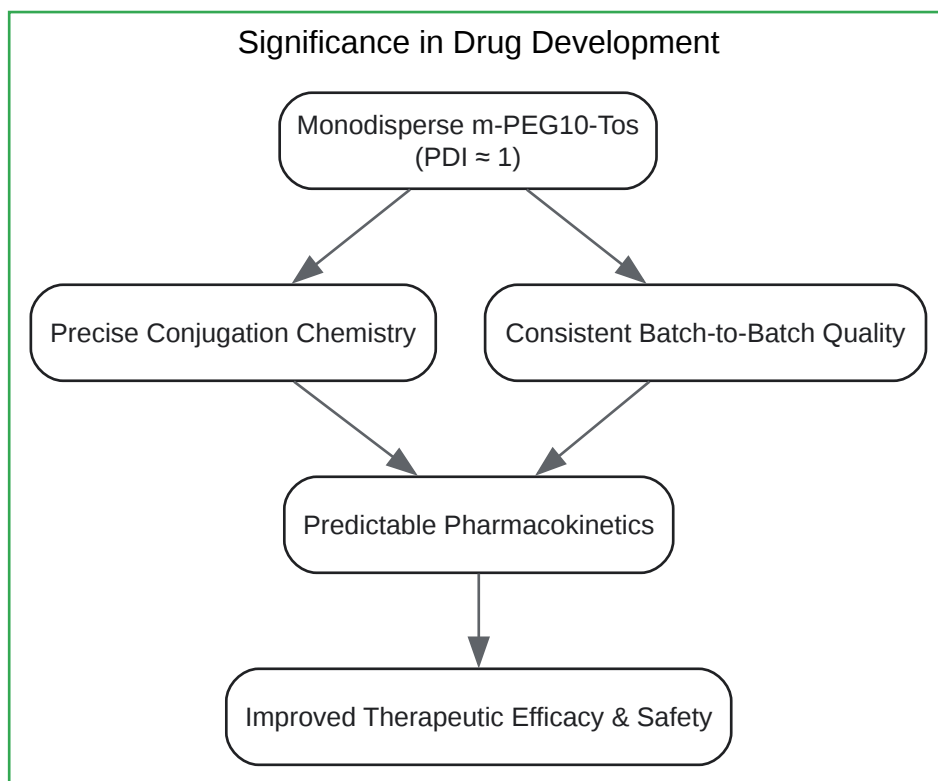 Significance in Drug Development
Monodisperse m-PEG10-Tos
(PDI ≈ 1)
Precise Conjugation Chemistry
Consistent Batch-to-Batch Quality
Predictable Pharmacokinetics
Improved Therapeutic Efficacy & Safety